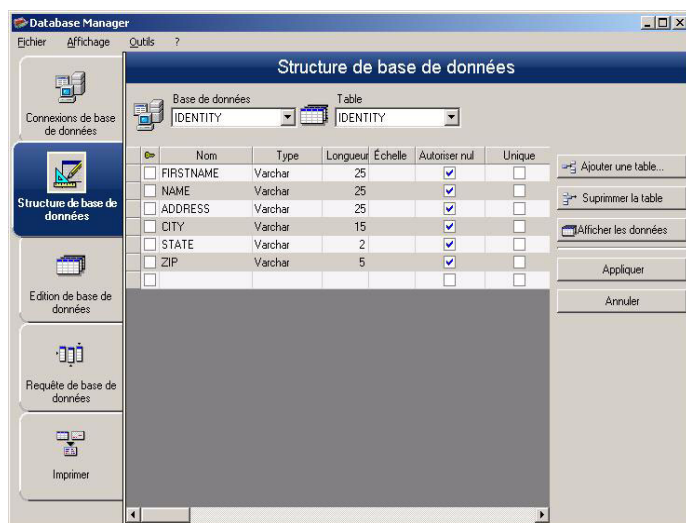 Database Manager
Fichier Affichage Outils ?
Structure de base de données
Connexions de base
de données
Structure de base de
données
Edition de base de
données
Requête de base de
données
Imprimer
Base de données Table
IDENTITY IDENTITY
Nom Type Longueur Échelle Autoriser nul Unique
FIRSTNAME Varchar 25
NAME Varchar 25
ADDRESS Varchar 25
CITY Varchar 15
STATE Varchar 2
ZIP Varchar 5
Ajouter une table...
Suprimmer la table
Afficher les données
Appliquer
Annuler